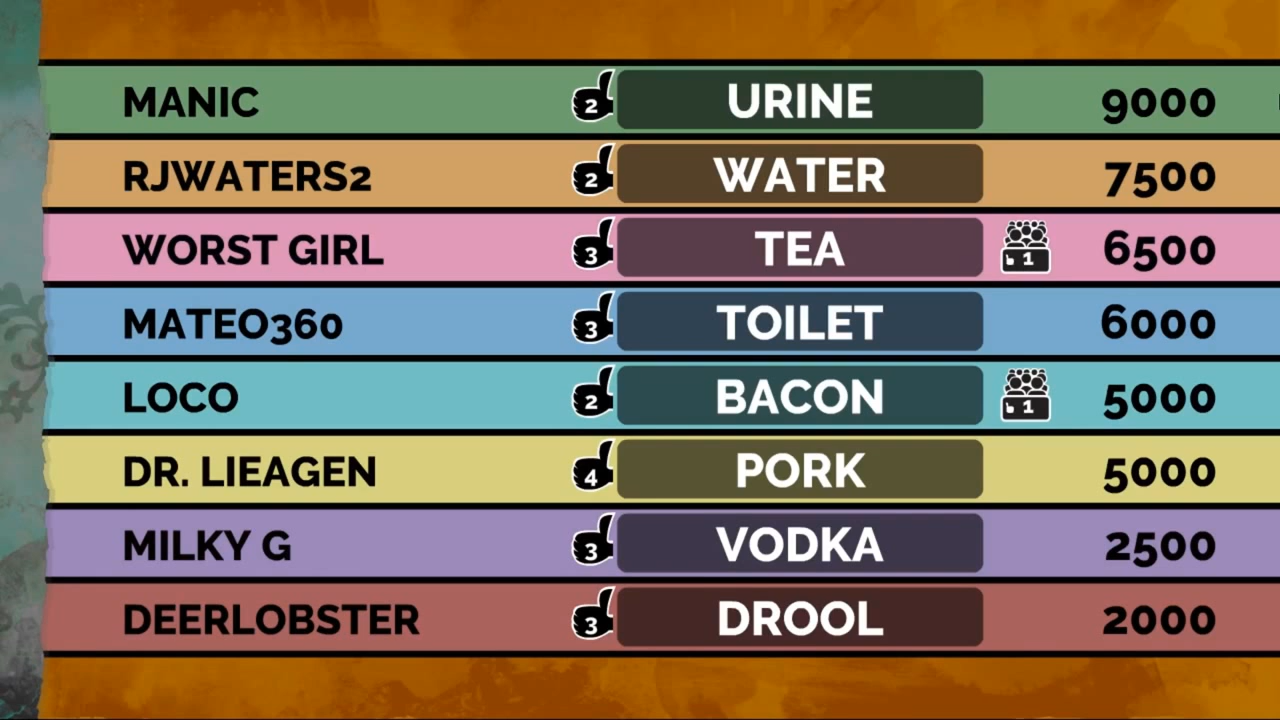 MANIC 2 URINE 9000
RJWATERS2 2 WATER 7500
WORST GIRL 3 TEA 1 6500
MATEO360 3 TOILET 6000
LOCO 2 BACON 1 5000
DR. LIEAGEN 4 PORK 5000
MILKY G 3 VODKA 2500
DEERLOBSTER 3 DROOL 2000